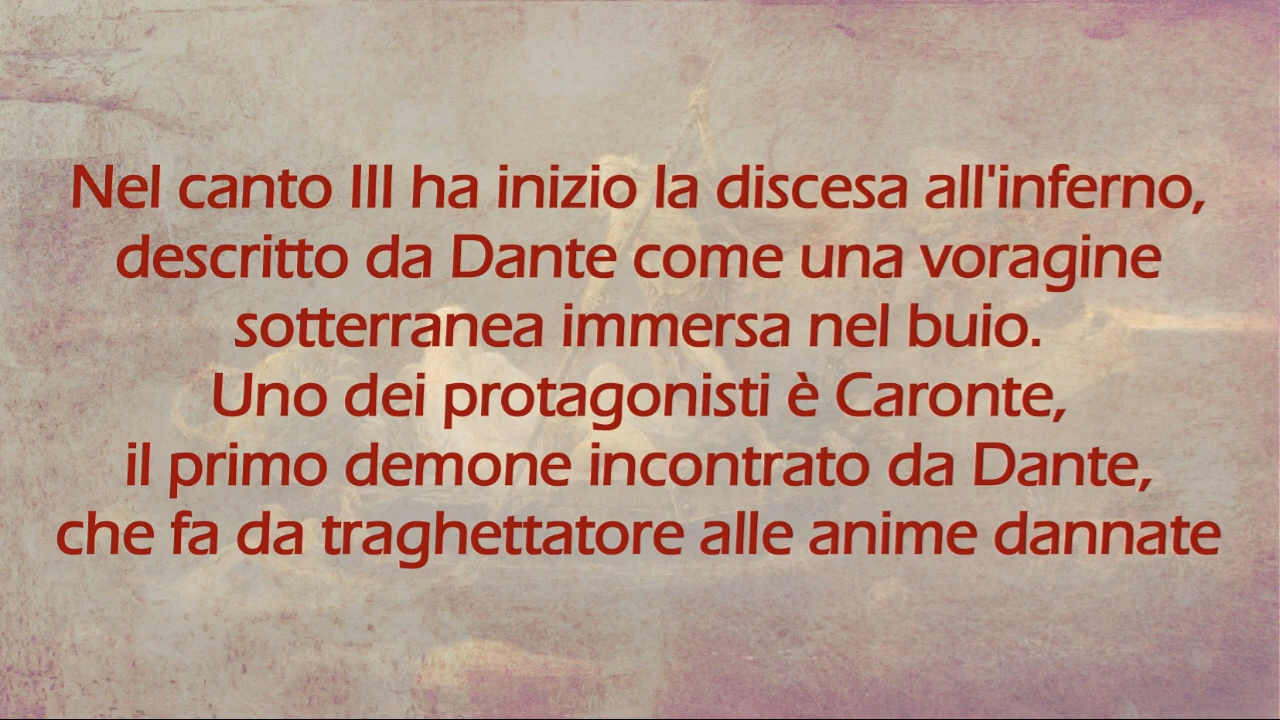 Nel canto III ha inizio la discesa all'inferno,
descritto da Dante come una voragine
sotterranea immersa nel buio.
Uno dei protagonisti è Caronte,
il primo demone incontrato da Dante,
che fa da traghettatore alle anime dannate